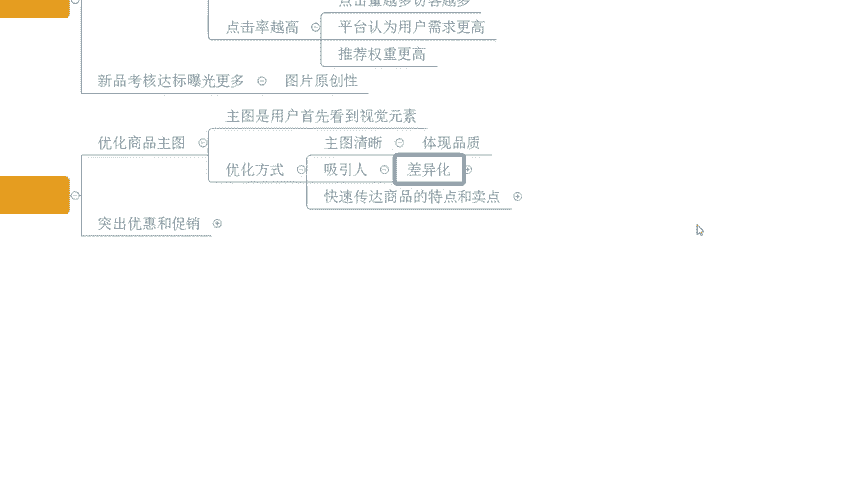 点击量越多访客越多
点击率越高
平台认为用户需求更高
推荐权重更高
新品考核达标曝光更多
图片原创性
主图是用户首先看到视觉元素
优化商品主图
主图清晰
体现品质
优化方式
吸引人
差异化
快速传达商品的特点和卖点
突出优惠和促销